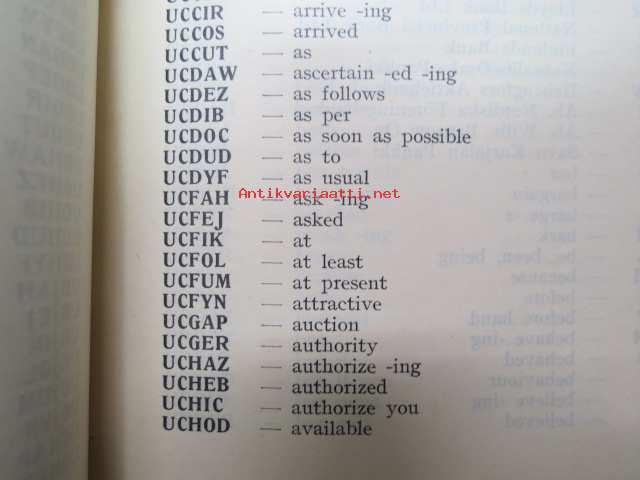 UCCIR — arrive -ing
UCCOS — arrived
UCCUT — as
UCDAW — ascertain -ed -ing
UCDEZ — as follows
UCDIB — as per
UCDOC — as soon as possible
UCDUD — as to
UCDYF — as usual
Antikvariaatti.net
UCFAH — ask -ing
UCFEJ — asked
UCFIK — at
UCFOL — at least
UCFUM — at present
UCFYN — attractive
UCGAP — auction
UCGER — authority
UCHAZ — authorize -ing
UCHEB — authorized
UCHIC — authorize you
UCHOD — available